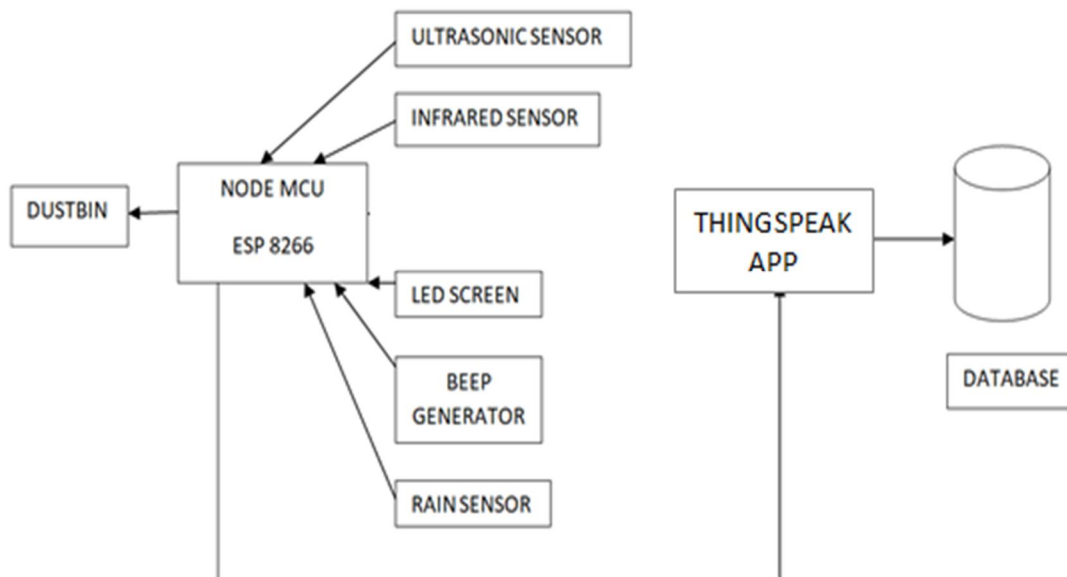 ULTRASONIC SENSOR
INFRARED SENSOR
NODE MCU
ESP 8266
DUSTBIN
LED SCREEN
BEEP
GENERATOR
RAIN SENSOR
THINGSPEAK
APP
DATABASE